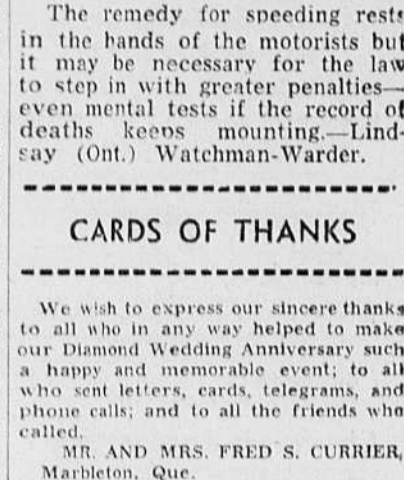 The remedy for speeding rests
in the hands of the motorists but
it may be necessary for the law
to step in with greater penalties—
even mental tests if the record of
deaths keeps mounting.—Lind-
say (Ont.) Watchman-Warder.
CARDS OF THANKS
We wish to express our sincere thanks
to all who in any way helped to make
our Diamond Wedding Anniversary such
a happy and memorable event; to all
who sent letters, cards, telegrams, and
phone calls; and to all the friends who
called.
MR. AND MRS. FRED S. CURRIER,
Marbleton, Que.